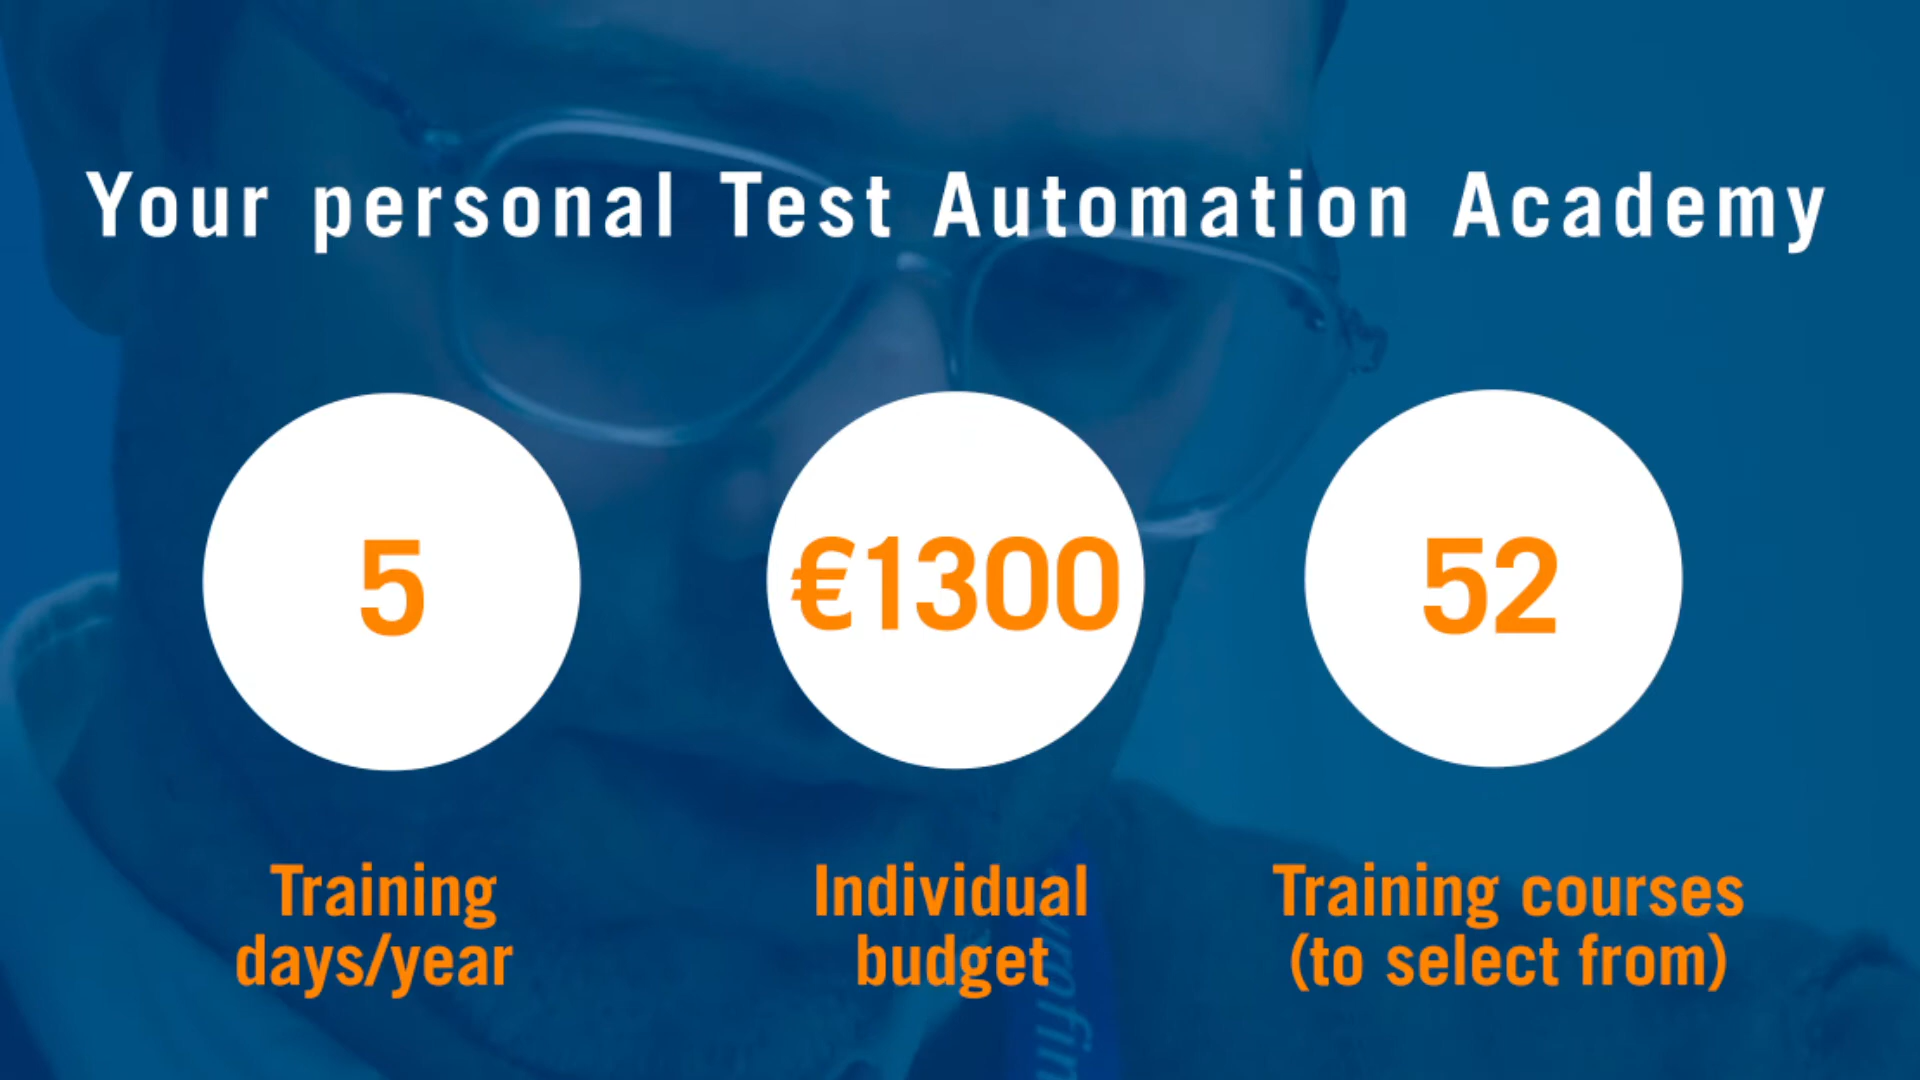 Your personal Test Automation Academy
5
€1300
52
Training
days/year
Individual
budget
Training courses
(to select from)